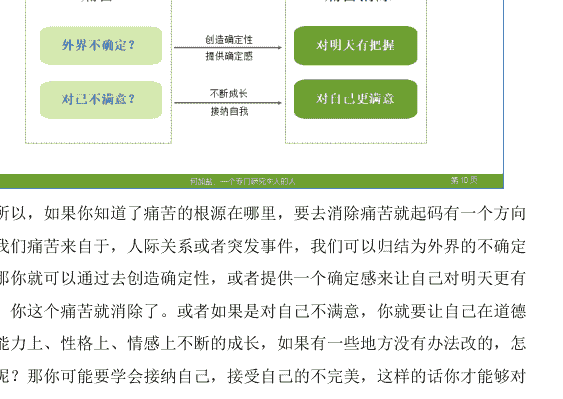 创造确定性
外界不确定？
对明天有把握
提供确定感
不断成长
对己不满意？
对自己更满意
接纳自我
第 10 页
所以，如果你知道了痛苦的根源在哪里，要去消除痛苦就起码有一个方向
我们痛苦来自于，人际关系或者突发事件，我们可以归结为外界的不确定
那你就可以通过去创造确定性，或者提供一个确定感来让自己对明天更有
，你这个痛苦就消除了。或者如果是对自己不满意，你就要让自己在道德
能力上、性格上、情感上不断的成长，如果有一些地方没有办法改的，怎
呢？那你可能要学会接纳自己，接受自己的不完美，这样的话你才能够对